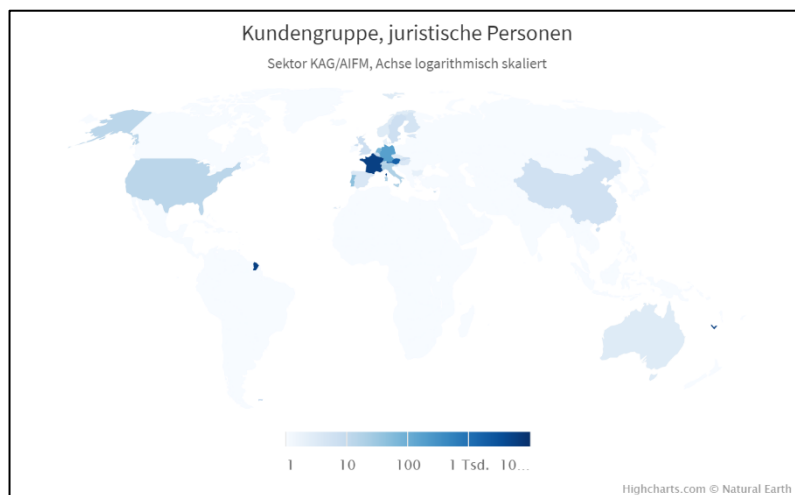 Kundengruppe, juristische Personen
Sektor KAG/AIFM, Achse logarithmisch skaliert
1 10 100 1 Tsd. 10...
Highcharts.com © Natural Earth